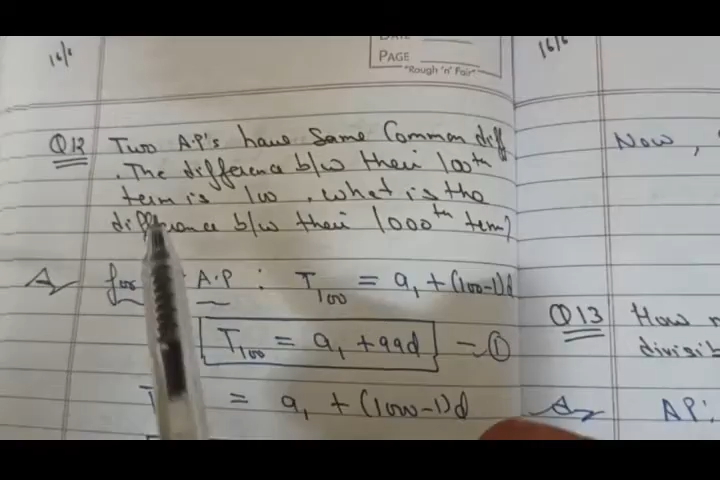 16/6
PAGE
"Rough 'n' Fair"
16/6
Q12 Two A.P's have Same Common diff
. The difference b/w their 100th
term is 100 . What is the
difference b/w their 1000th term?
A.P : T100 = a1 + (100-1)d
T100 = a1 + 99d — ①
= a1 + (100-1)d
Now ,
Q13 How
divisib
AP: